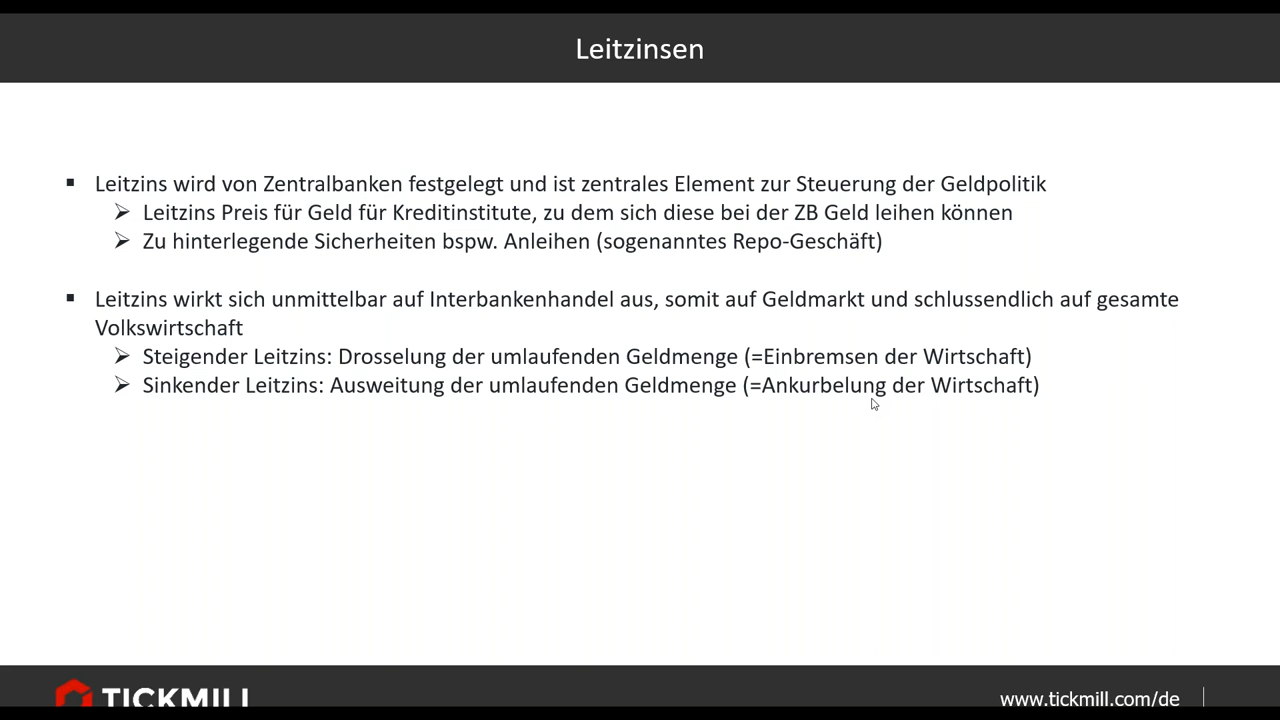 Leitzinsen
▪ Leitzins wird von Zentralbanken festgelegt und ist zentrales Element zur Steuerung der Geldpolitik
➢ Leitzins Preis für Geld für Kreditinstitute, zu dem sich diese bei der ZB Geld leihen können
➢ Zu hinterlegende Sicherheiten bspw. Anleihen (sogenanntes Repo-Geschäft)
▪ Leitzins wirkt sich unmittelbar auf Interbankenhandel aus, somit auf Geldmarkt und schlussendlich auf gesamte
Volkswirtschaft
➢ Steigender Leitzins: Drosselung der umlaufenden Geldmenge (=Einbremsen der Wirtschaft)
➢ Sinkender Leitzins: Ausweitung der umlaufenden Geldmenge (=Ankurbelung der Wirtschaft)
TICKMILL
www.tickmill.com/de